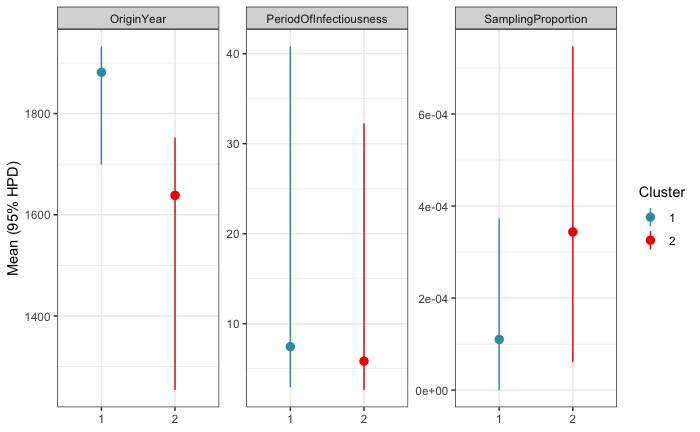 OriginYear
PeriodOfInfectiousness
SamplingProportion
Mean (95% HPD)
1800
1600
1400
1
2
40
30
20
10
1
2
6e-04
4e-04
2e-04
0e+00
1
2
Cluster
1
2